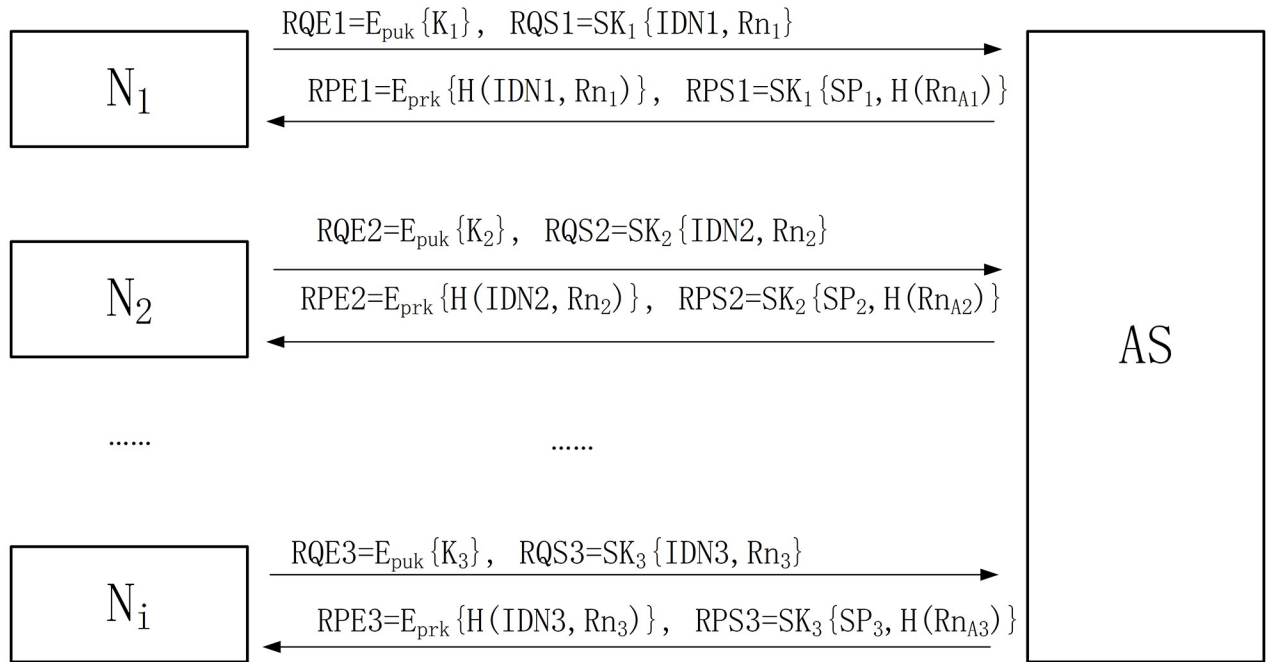 RQE1=E_puk{K_1}, RQS1=SK_1{IDN1,Rn_1}
N_1
RPE1=E_prk{H(IDN1,Rn_1)}, RPS1=SK_1{SP_1,H(Rn_A1)}
RQE2=E_puk{K_2}, RQS2=SK_2{IDN2,Rn_2}
N_2
RPE2=E_prk{H(IDN2,Rn_2)}, RPS2=SK_2{SP_2,H(Rn_A2)}
AS
……
……
RQE3=E_puk{K_3}, RQS3=SK_3{IDN3,Rn_3}
N_i
RPE3=E_prk{H(IDN3,Rn_3)}, RPS3=SK_3{SP_3,H(Rn_A3)}